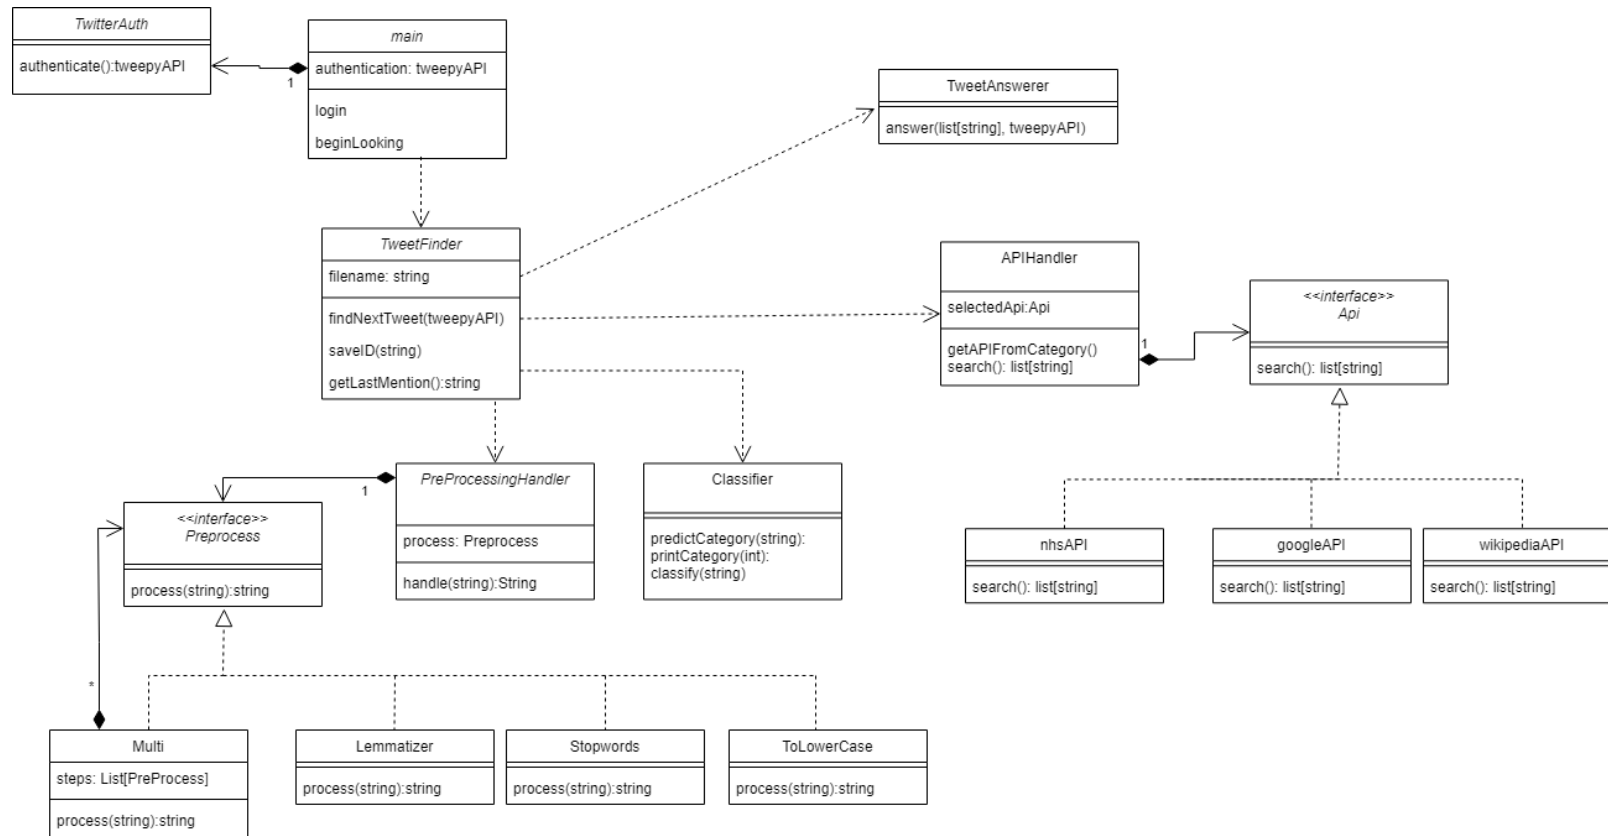 TwitterAuth
authenticate():tweepyAPI
main
authentication: tweepyAPI
login
beginLooking
1
TweetAnswerer
answer(list[string], tweepyAPI)
TweetFinder
filename: string
findNextTweet(tweepyAPI)
saveID(string)
getLastMention():string
APIHandler
selectedApi:Api
getAPIFromCategory()
search(): list[string]
1
<<interface>>
Api
search(): list[string]
PreProcessingHandler
process: Preprocess
handle(string):String
1
Classifier
predictCategory(string):
printCategory(int):
classify(string)
<<interface>>
Preprocess
process(string):string
nhsAPI
search(): list[string]
googleAPI
search(): list[string]
wikipediaAPI
search(): list[string]
*
Multi
steps: List[PreProcess]
process(string):string
Lemmatizer
process(string):string
Stopwords
process(string):string
ToLowerCase
process(string):string